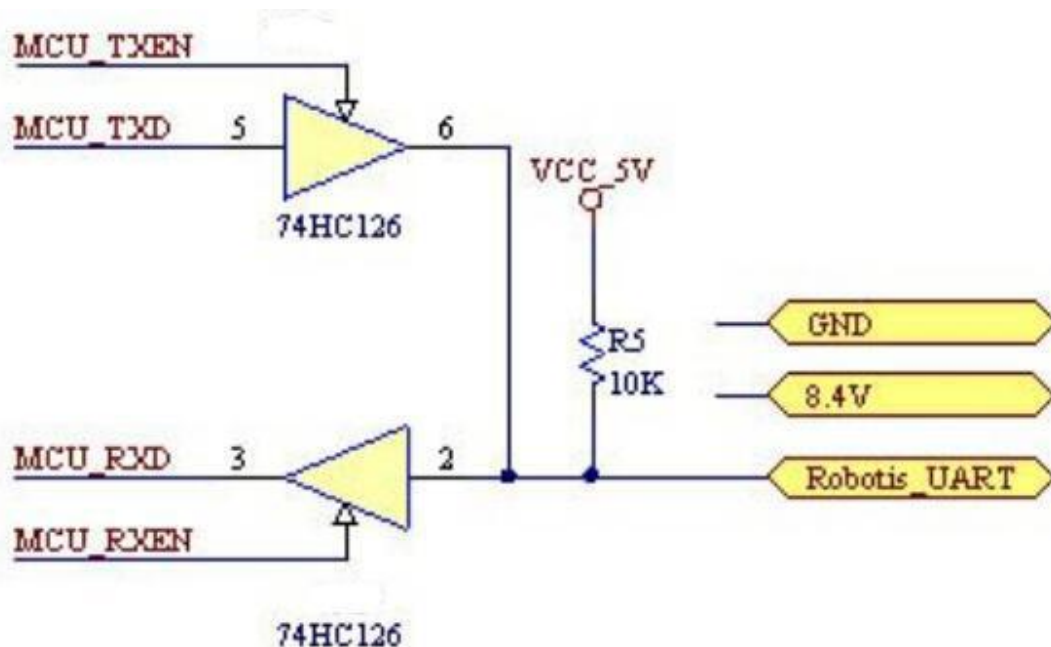 MCU_TXEN
MCU_TXD 5 6
74HC126
VCC_5V
R5
10K
GND
8.4V
MCU_RXD 3 2
Robotis_UART
MCU_RXEN
74HC126